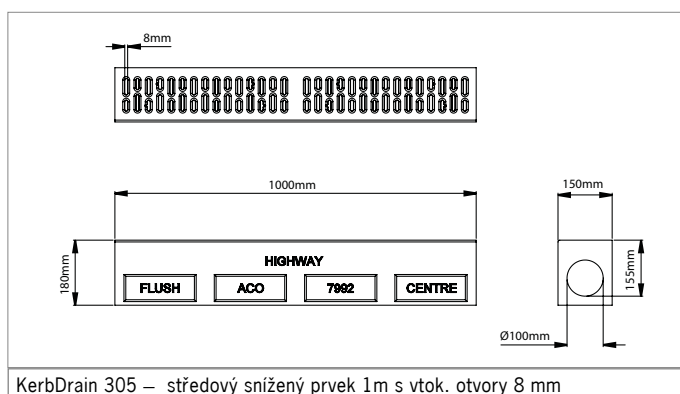 8mm
1000mm
150mm
180mm
HIGHWAY
FLUSH ACO 7992 CENTRE
155mm
Ø100mm
KerbDrain 305 – středový snížený prvek 1m s vtok. otvory 8 mm